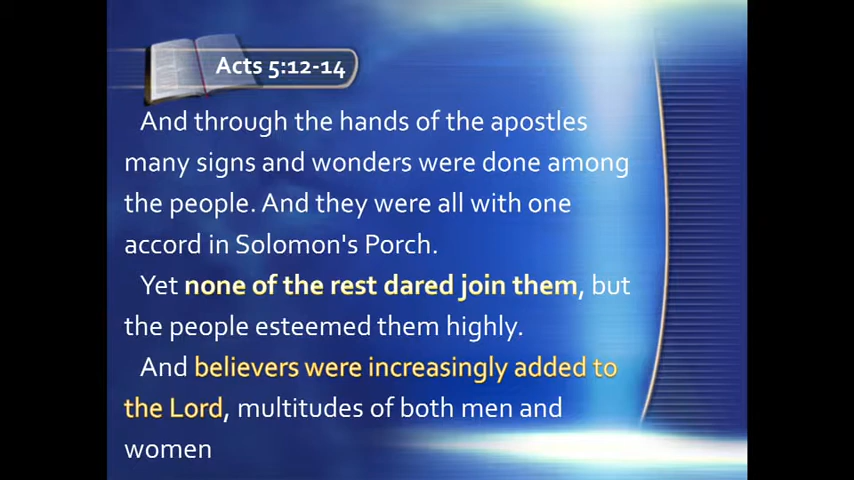 Acts 5:12-14
And through the hands of the apostles
many signs and wonders were done among
the people. And they were all with one
accord in Solomon's Porch.
Yet none of the rest dared join them, but
the people esteemed them highly.
And believers were increasingly added to
the Lord, multitudes of both men and
women